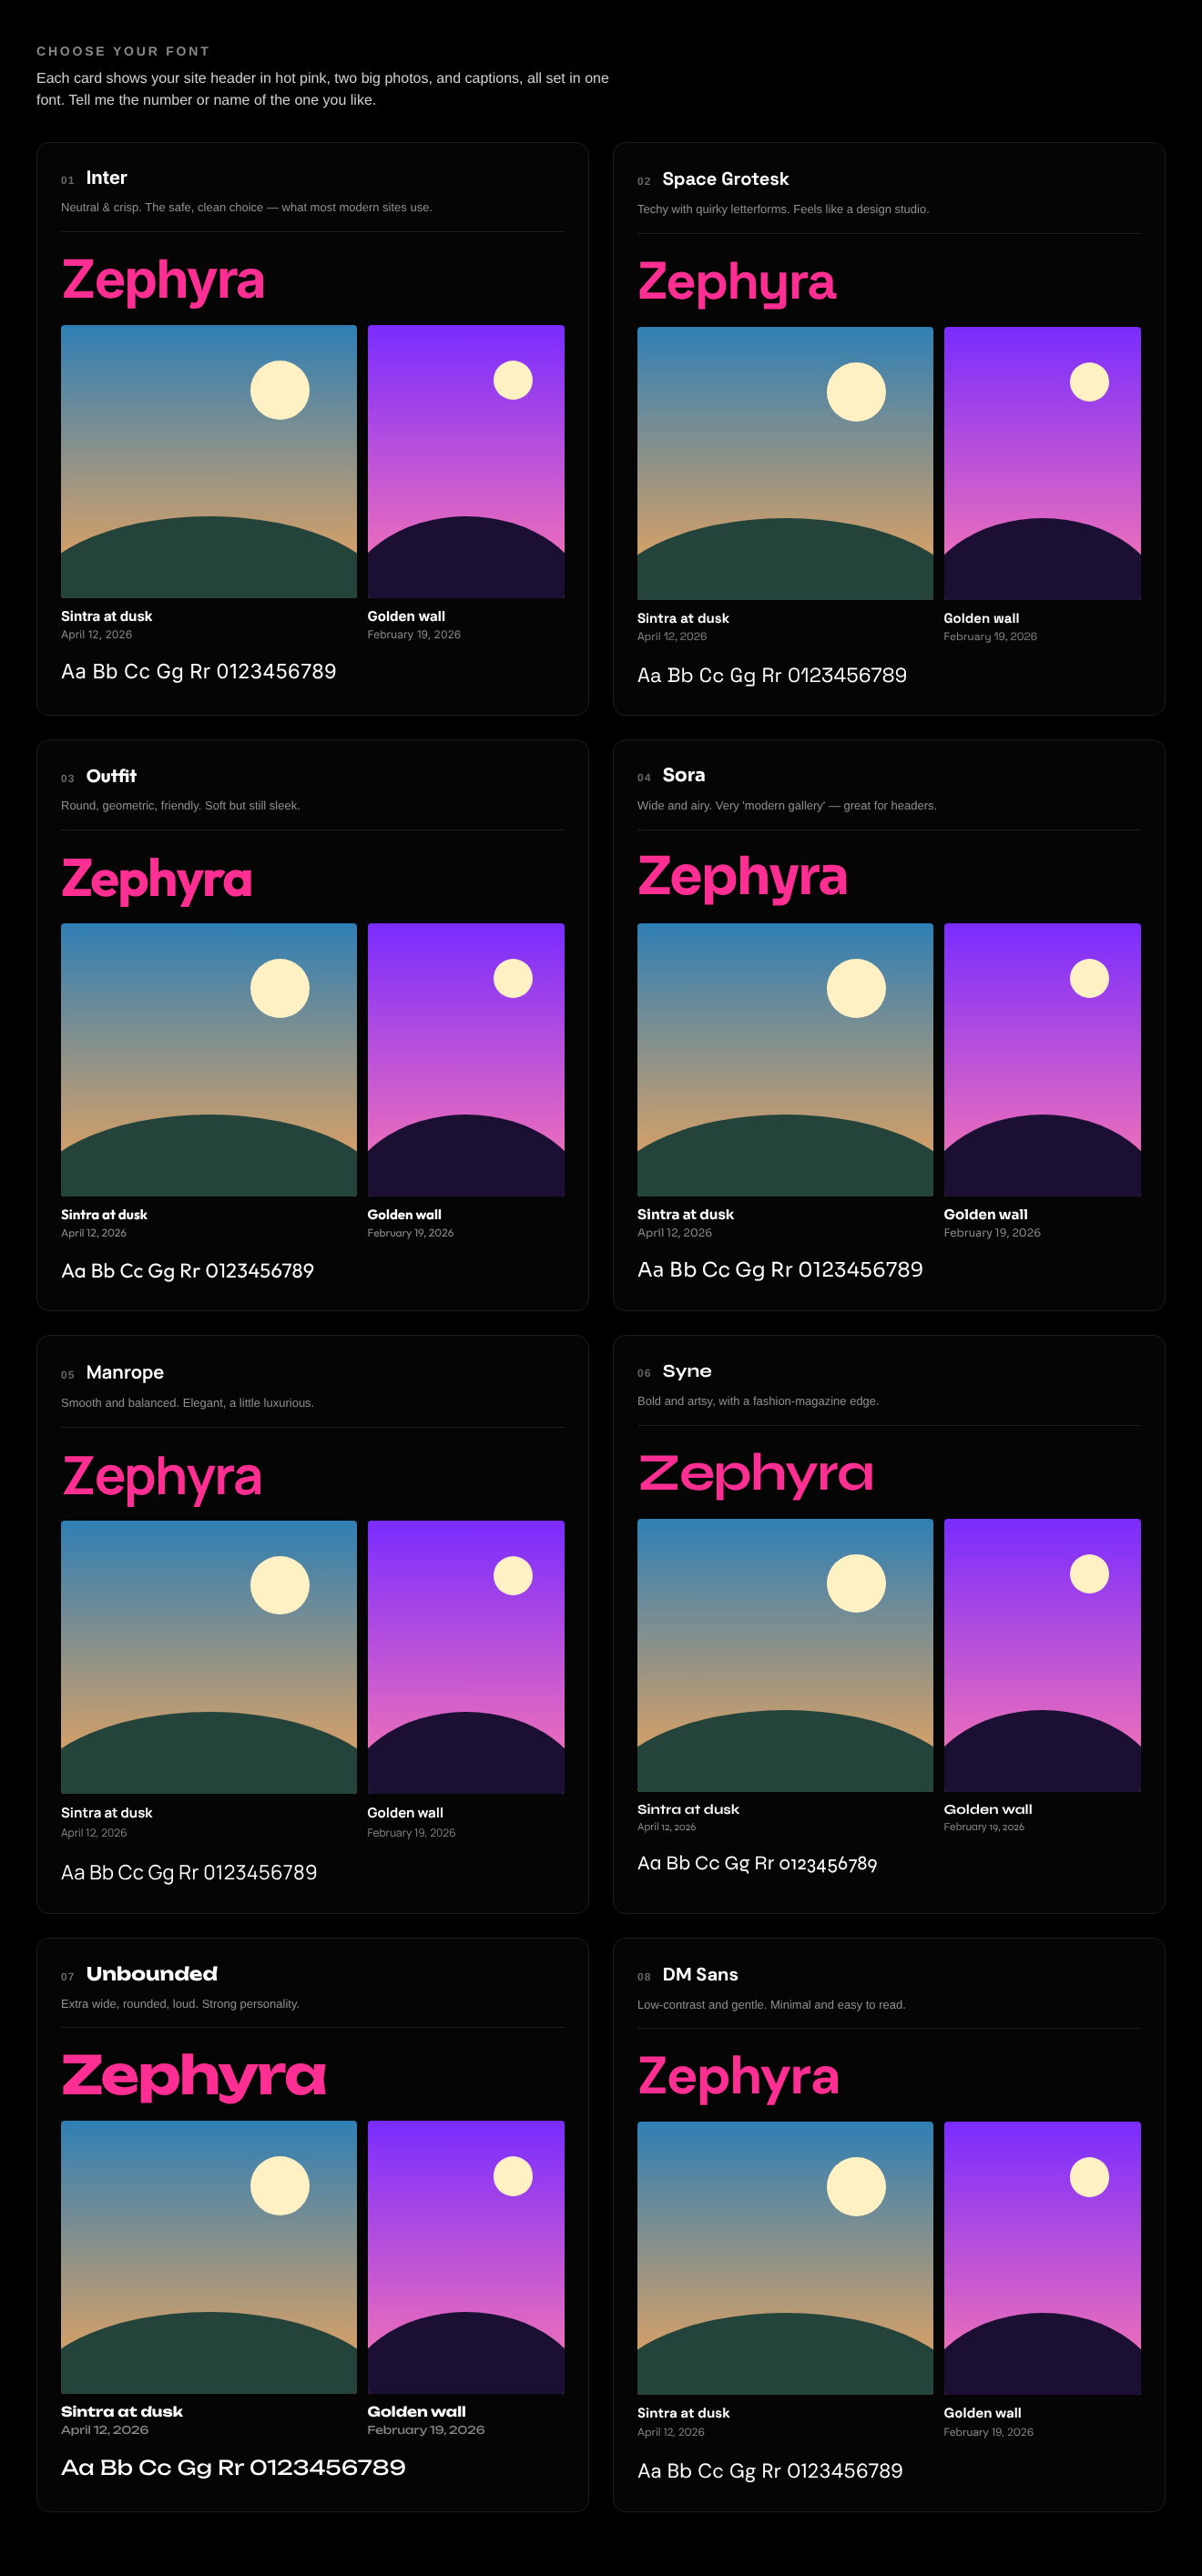 CHOOSE YOUR FONT
Each card shows your site header in hot pink, two big photos, and captions, all set in one
font. Tell me the number or name of the one you like.
01 Inter
Neutral & crisp. The safe, clean choice — what most modern sites use.
Zephyra
Sintra at dusk
April 12, 2026
Golden wall
February 19, 2026
Aa Bb Cc Gg Rr 0123456789
02 Space Grotesk
Techy with quirky letterforms. Feels like a design studio.
Zephyra
Sintra at dusk
April 12, 2026
Golden wall
February 19, 2026
Aa Bb Cc Gg Rr 0123456789
03 Outfit
Round, geometric, friendly. Soft but still sleek.
Zephyra
Sintra at dusk
April 12, 2026
Golden wall
February 19, 2026
Aa Bb Cc Gg Rr 0123456789
04 Sora
Wide and airy. Very 'modern gallery' — great for headers.
Zephyra
Sintra at dusk
April 12, 2026
Golden wall
February 19, 2026
Aa Bb Cc Gg Rr 0123456789
05 Manrope
Smooth and balanced. Elegant, a little luxurious.
Zephyra
Sintra at dusk
April 12, 2026
Golden wall
February 19, 2026
Aa Bb Cc Gg Rr 0123456789
06 Syne
Bold and artsy, with a fashion-magazine edge.
Zephyra
Sintra at dusk
April 12, 2026
Golden wall
February 19, 2026
Aa Bb Cc Gg Rr 0123456789
07 Unbounded
Extra wide, rounded, loud. Strong personality.
Zephyra
Sintra at dusk
April 12, 2026
Golden wall
February 19, 2026
Aa Bb Cc Gg Rr 0123456789
08 DM Sans
Low-contrast and gentle. Minimal and easy to read.
Zephyra
Sintra at dusk
April 12, 2026
Golden wall
February 19, 2026
Aa Bb Cc Gg Rr 0123456789